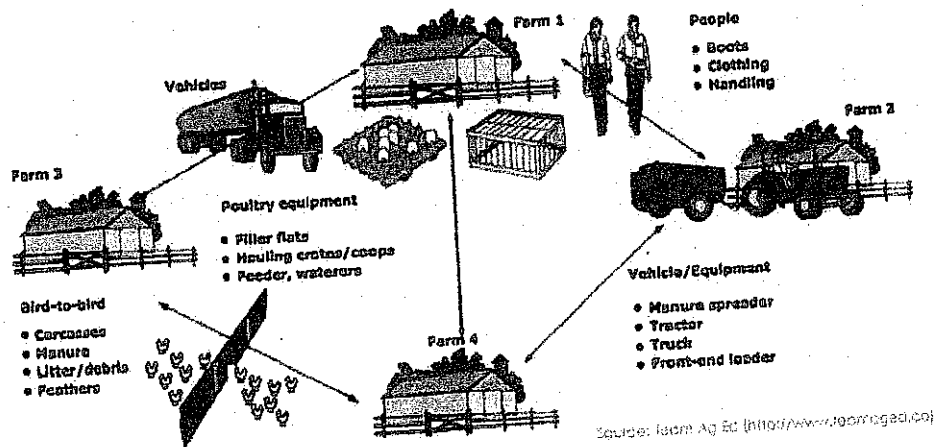 Farm 1
People
• Boots
• Clothing
• Handling
Vehicles
Farm 2
Farm 3
Poultry equipment
• Filler flats
• Hauling crates/coops
• Feeder, waterers
Vehicle/Equipment
• Manure spreader
• Tractor
• Truck
• Front-end loader
Bird-to-bird
• Carcasses
• Manure
• Litter/debris
• Feathers
Farm 4
Ag Ed